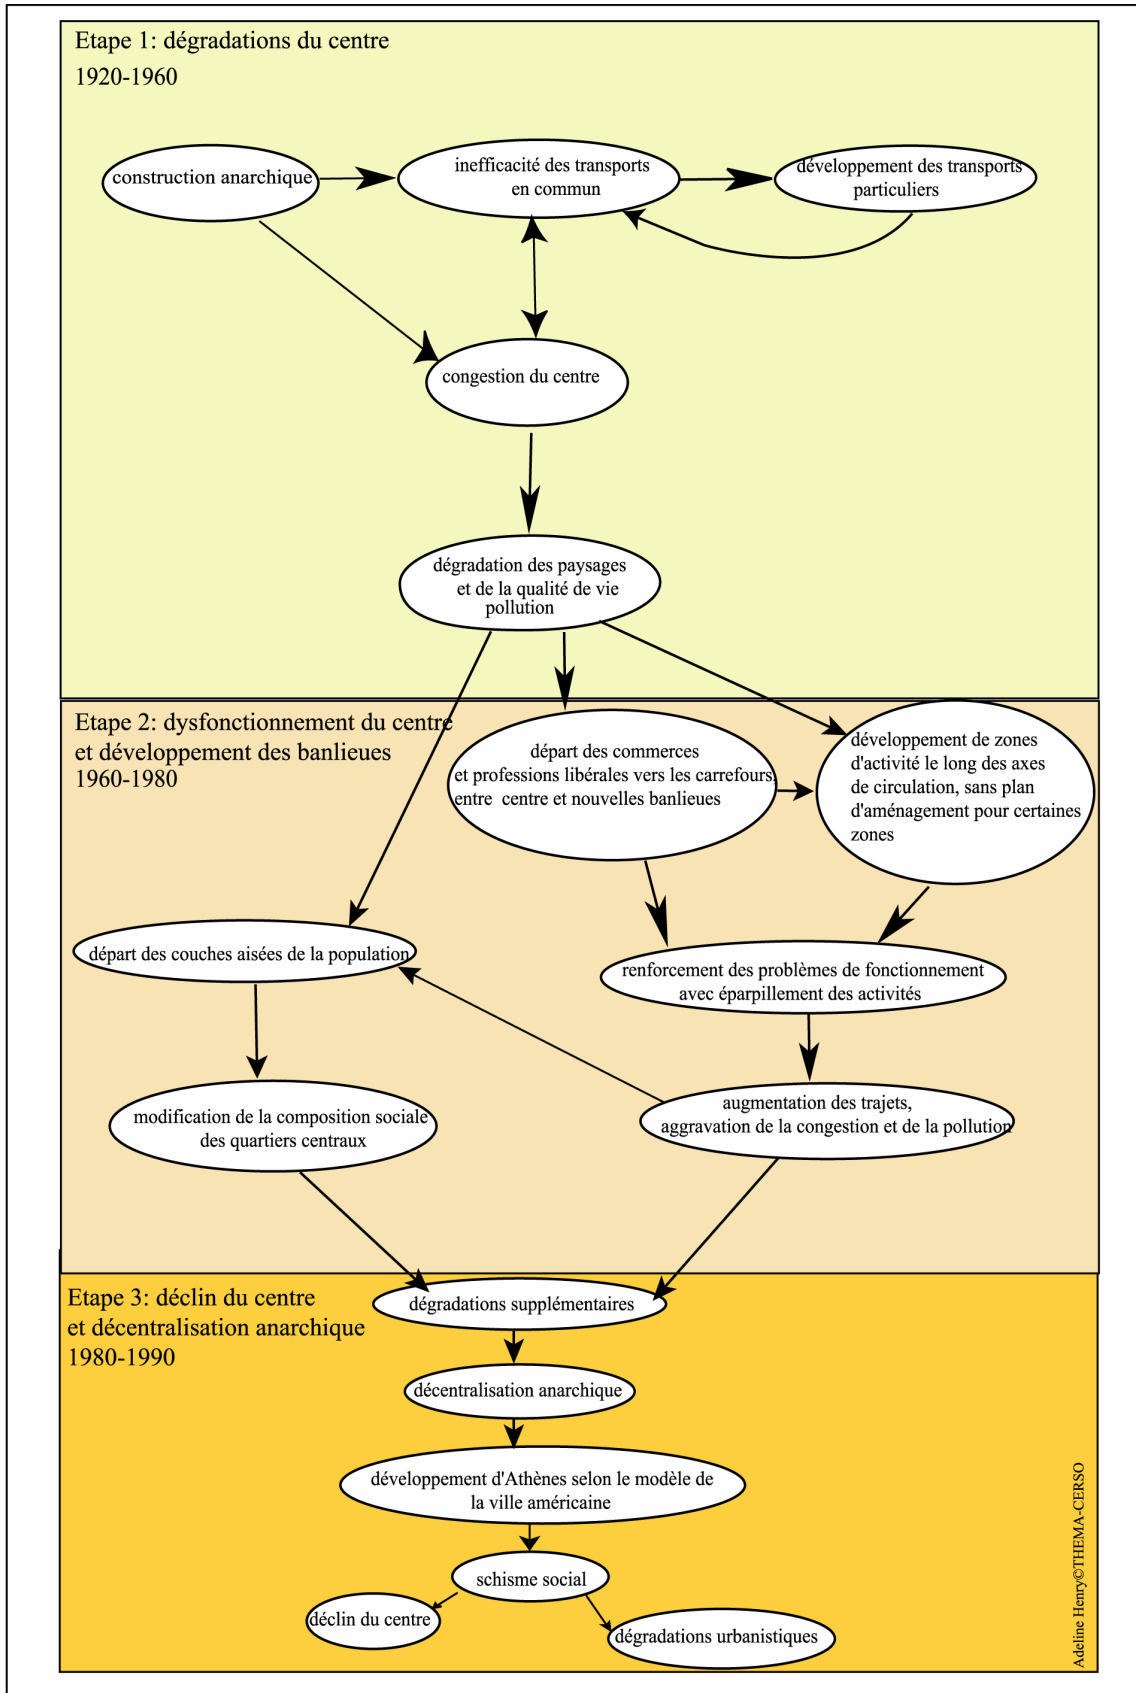 Etape 1: dégradations du centre
1920-1960
construction anarchique
inefficacité des transports
en commun
développement des transports
particuliers
congestion du centre
dégradation des paysages
et de la qualité de vie
pollution
Etape 2: dysfonctionnement du centre
et développement des banlieues
1960-1980
départ des commerces
et professions libérales vers les carrefours,
entre centre et nouvelles banlieues
développement de zones
d'activité le long des axes
de circulation, sans plan
d'aménagement pour certaines
zones
départ des couches aisées de la population
renforcement des problèmes de fonctionnement
avec éparpillement des activités
modification de la composition sociale
des quartiers centraux
augmentation des trajets,
aggravation de la congestion et de la pollution
Etape 3: déclin du centre
et décentralisation anarchique
1980-1990
dégradations supplémentaires
décentralisation anarchique
développement d'Athènes selon le modèle de
la ville américaine
schisme social
déclin du centre
dégradations urbanistiques
Adeline Henry©THEMA-CERSO